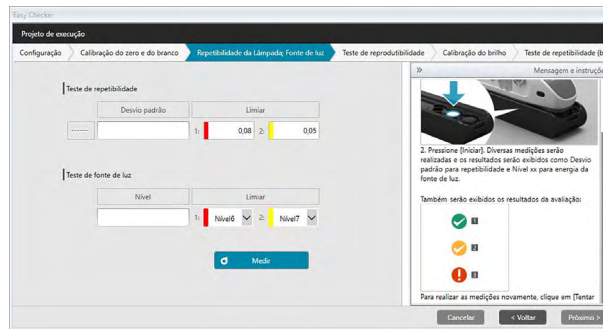 Easy Checker
Projeto de execução
Configuração
Calibração do zero e do branco
Repetibilidade da Lâmpada; Fonte de luz
Teste de reprodutibilidade
Calibração do brilho
Teste de repetibilidade (b
Teste de repetibilidade
Desvio padrão
Limiar
------
1: 0,08 2: 0,05
Teste de fonte de luz
Nível
Limiar
1: Nível6 2: Nível7
Medir
» Mensagem e instruçõe
2. Pressione [Iniciar]. Diversas medições serão
realizadas e os resultados serão exibidos como Desvio
padrão para repetibilidade e Nível xx para energia da
fonte de luz.
Também serão exibidos os resultados da avaliação:
1
2
3
Para realizar as medições novamente, clique em [Tentar
Cancelar
< Voltar
Próximo >